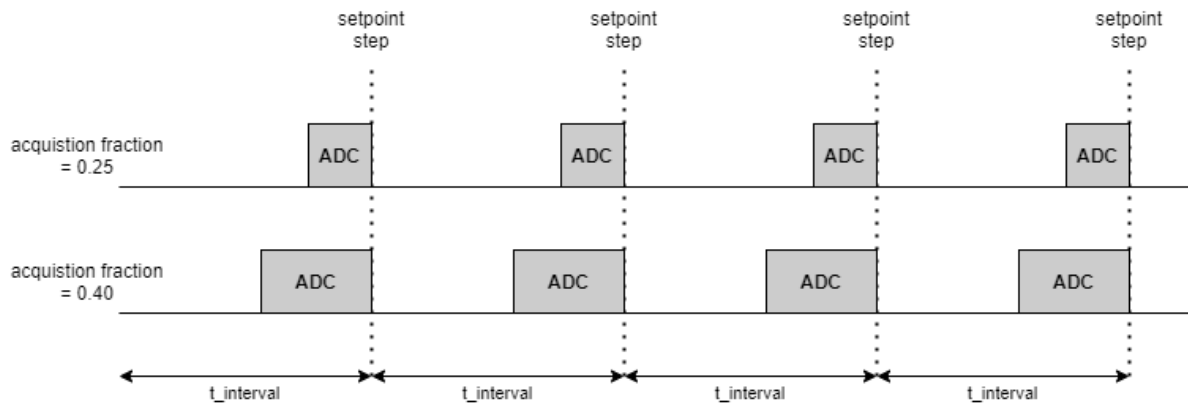 setpoint
step
setpoint
step
setpoint
step
setpoint
step
acquistion fraction
= 0.25
ADC
ADC
ADC
ADC
acquistion fraction
= 0.40
ADC
ADC
ADC
ADC
t_interval
t_interval
t_interval
t_interval